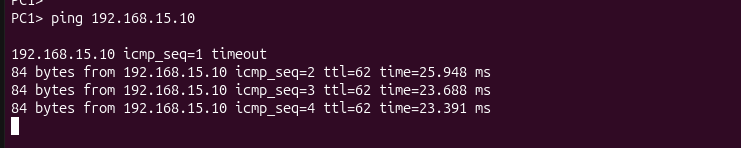 PC1>
PC1> ping 192.168.15.10
192.168.15.10 icmp_seq=1 timeout
84 bytes from 192.168.15.10 icmp_seq=2 ttl=62 time=25.948 ms
84 bytes from 192.168.15.10 icmp_seq=3 ttl=62 time=23.688 ms
84 bytes from 192.168.15.10 icmp_seq=4 ttl=62 time=23.391 ms